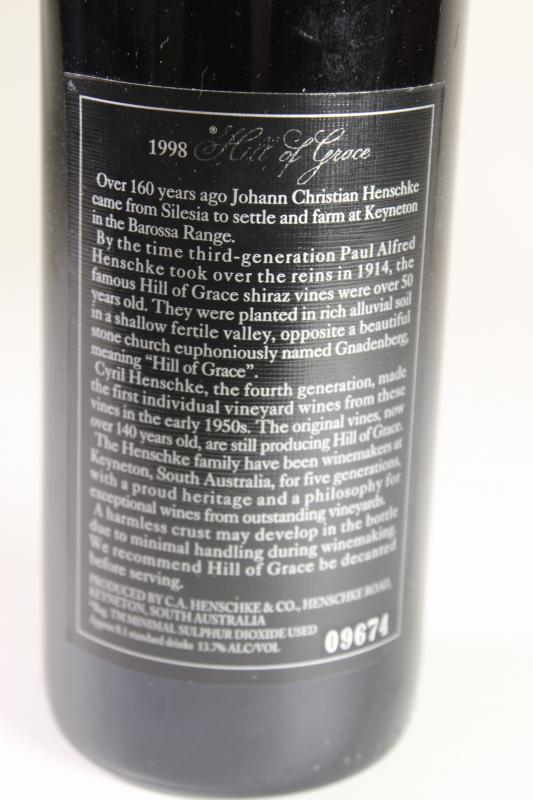 1998 ® Hill of Grace
Over 160 years ago Johann Christian Henschke
came from Silesia to settle and farm at Keyneton
in the Barossa Range.
By the time third-generation Paul Alfred
Henschke took over the reins in 1914, the
famous Hill of Grace shiraz vines were over 50
years old. They were planted in rich alluvial soil
in a shallow fertile valley, opposite a beautiful
stone church euphoniously named Gnadenberg,
meaning “Hill of Grace”.
Cyril Henschke, the fourth generation, made
the first individual vineyard wines from these
vines in the early 1950s. The original vines, now
over 140 years old, are still producing Hill of Grace.
The Henschke family have been winemakers at
Keyneton, South Australia, for five generations,
with a proud heritage and a philosophy for
exceptional wines from outstanding vineyards.
A harmless crust may develop in the bottle
due to minimal handling during winemaking.
We recommend Hill of Grace be decanted
before serving.
PRODUCED BY C.A. HENSCHKE & CO., HENSCHKE ROAD,
KEYNETON, SOUTH AUSTRALIA
®Reg. TM MINIMAL SULPHUR DIOXIDE USED
Approx 8.1 standard drinks 13.7% ALC/VOL
09674